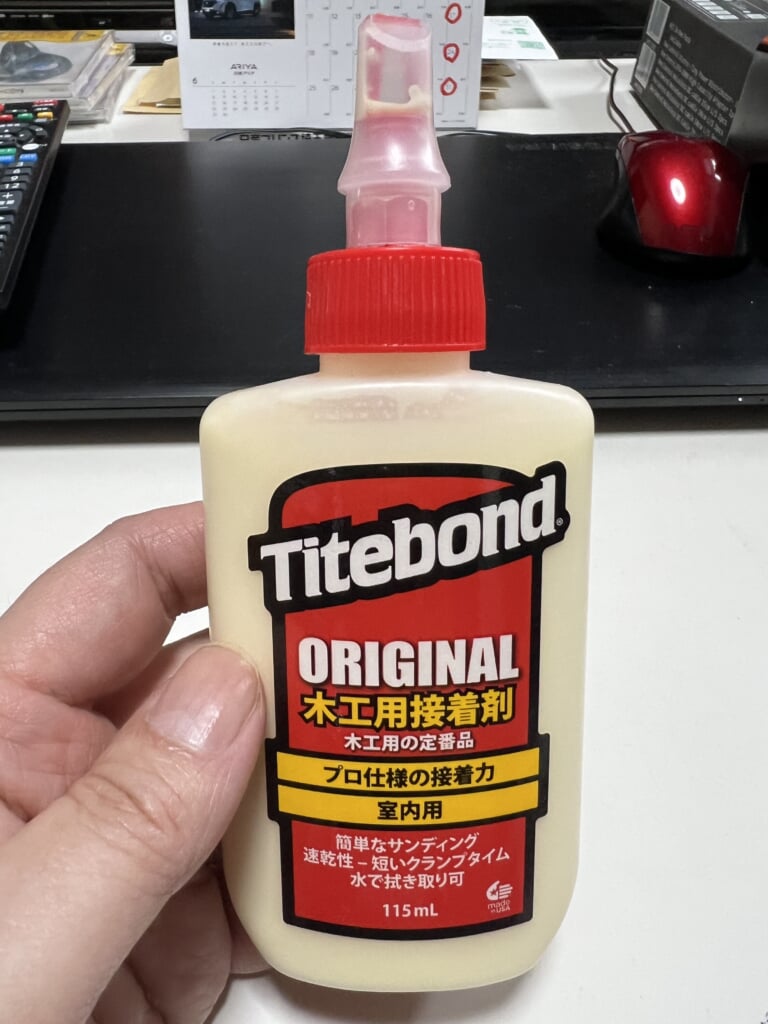 ARIYA
Titebond®
ORIGINAL
木工用接着剤
木工用の定番品
プロ仕様の接着力
室内用
簡単なサンディング
速乾性 – 短いクランプタイム
水で拭き取り可
115mL
made
in USA